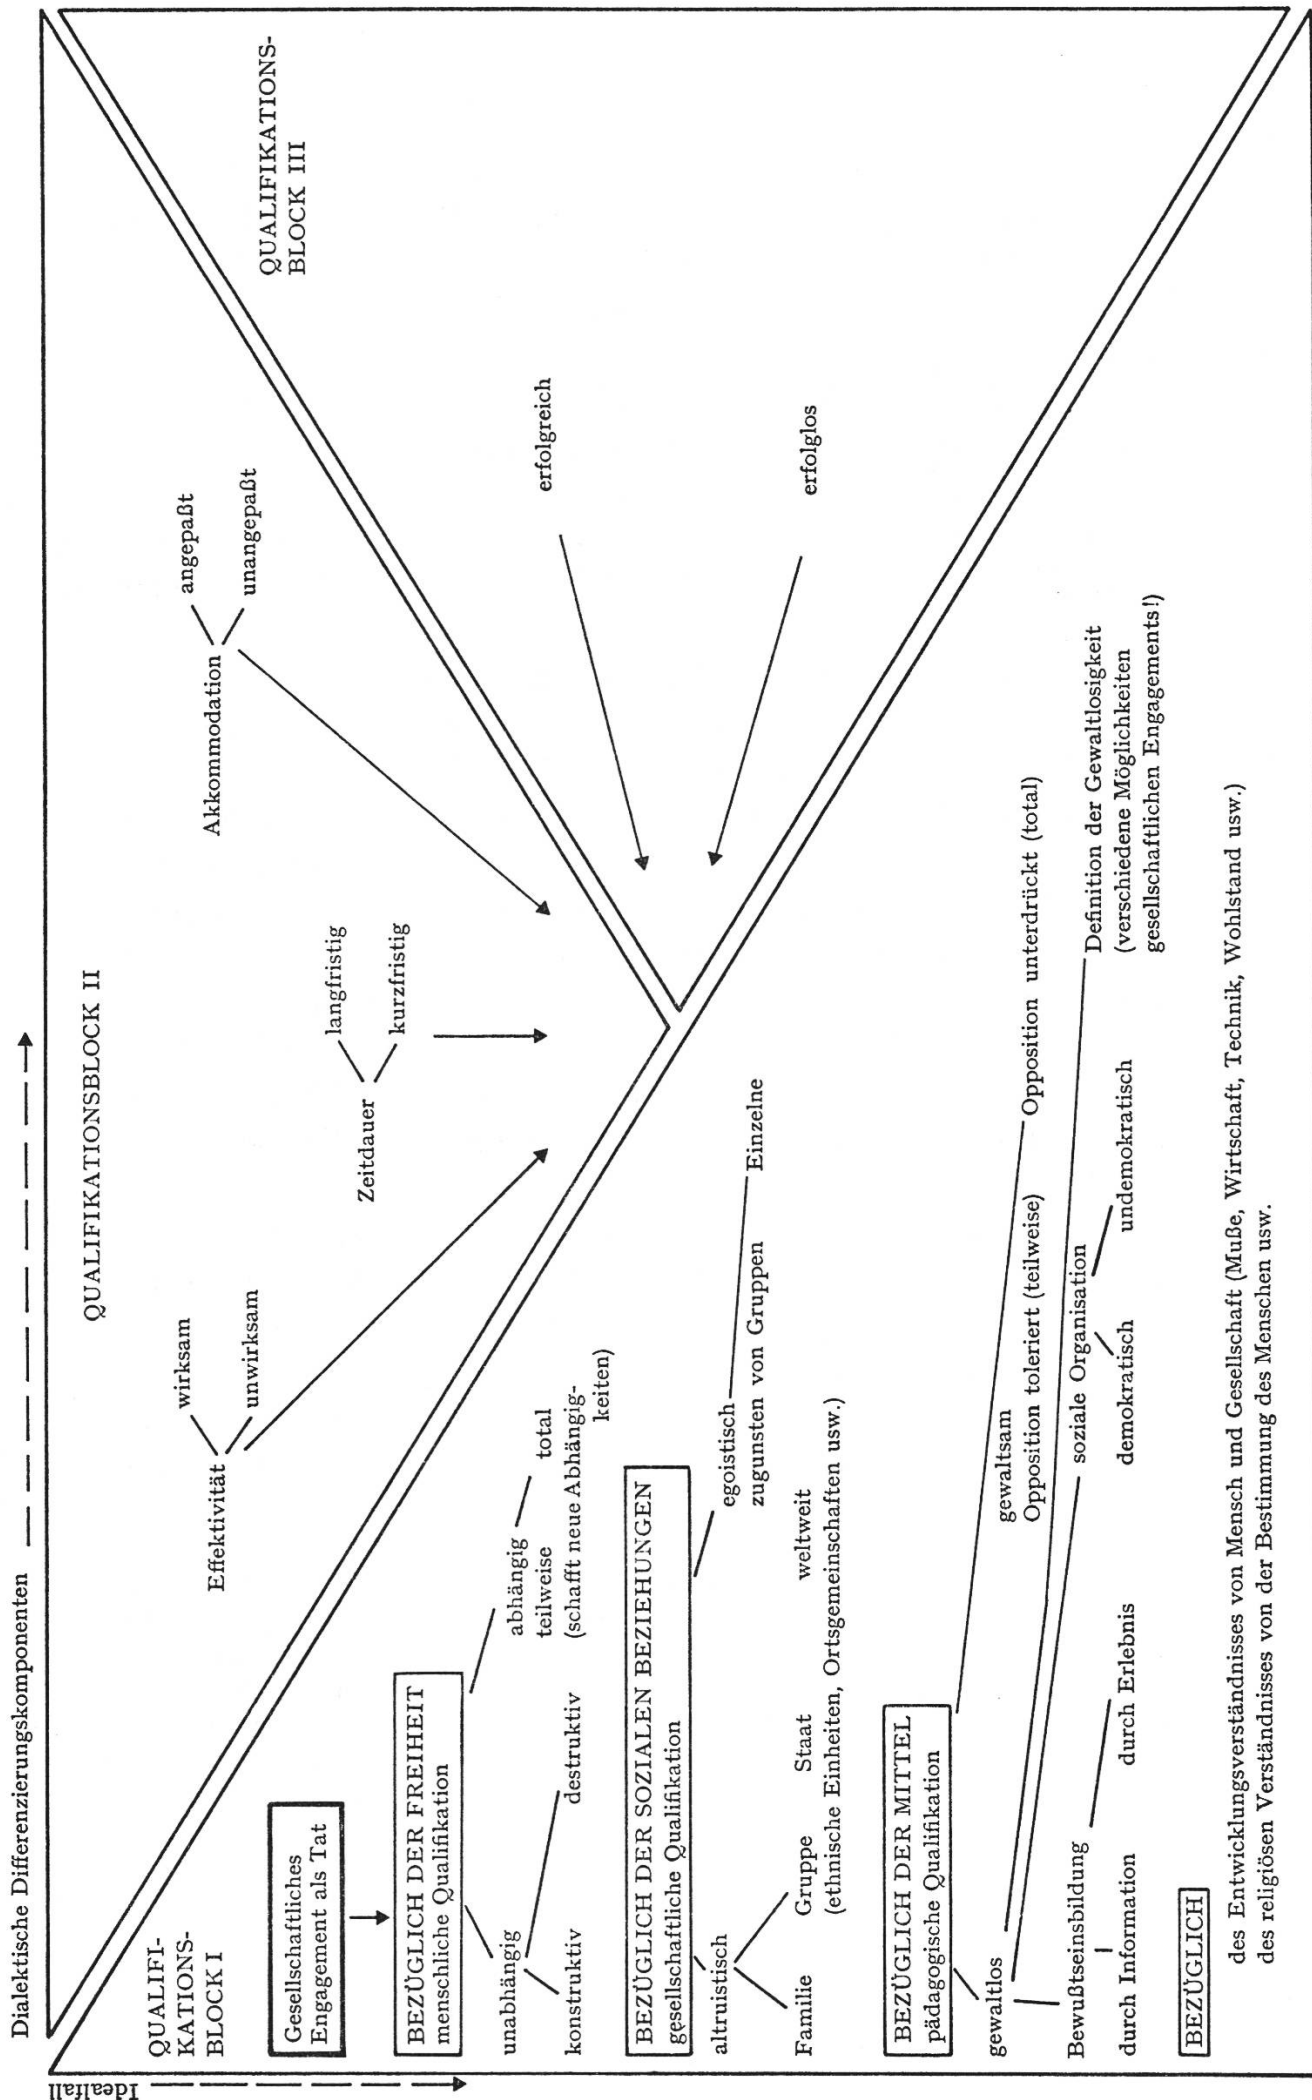 Dialektische Differenzierungskomponenten
Idealfall
QUALIFIKATIONSBLOCK II
QUALIFIKATIONS-
BLOCK III
QUALIFI-
KATIONS-
BLOCK I
Effektivität
wirksam
unwirksam
Zeitdauer
langfristig
kurzfristig
Akkommodation
angepaßt
unangepaßt
erfolgreich
erfolglos
Gesellschaftliches
Engagement als Tat
BEZÜGLICH DER FREIHEIT
menschliche Qualifikation
unabhängig
konstruktiv
destruktiv
abhängig
teilweise
total
(schafft neue Abhängig-
keiten)
BEZÜGLICH DER SOZIALEN BEZIEHUNGEN
gesellschaftliche Qualifikation
altruistisch
Familie
Gruppe
Staat
weltweit
(ethnische Einheiten, Ortsgemeinschaften usw.)
egoistisch
zugunsten von Gruppen
Einzelne
BEZÜGLICH DER MITTEL
pädagogische Qualifikation
gewaltlos
gewaltsam
Opposition toleriert (teilweise)
Opposition unterdrückt (total)
Bewußtseinsbildung
durch Information
durch Erlebnis
soziale Organisation
demokratisch
undemokratisch
Definition der Gewaltlosigkeit
(verschiedene Möglichkeiten
gesellschaftlichen Engagements!)
BEZÜGLICH
des Entwicklungsverständnisses von Mensch und Gesellschaft (Muße, Wirtschaft, Technik, Wohlstand usw.)
des religiösen Verständnisses von der Bestimmung des Menschen usw.